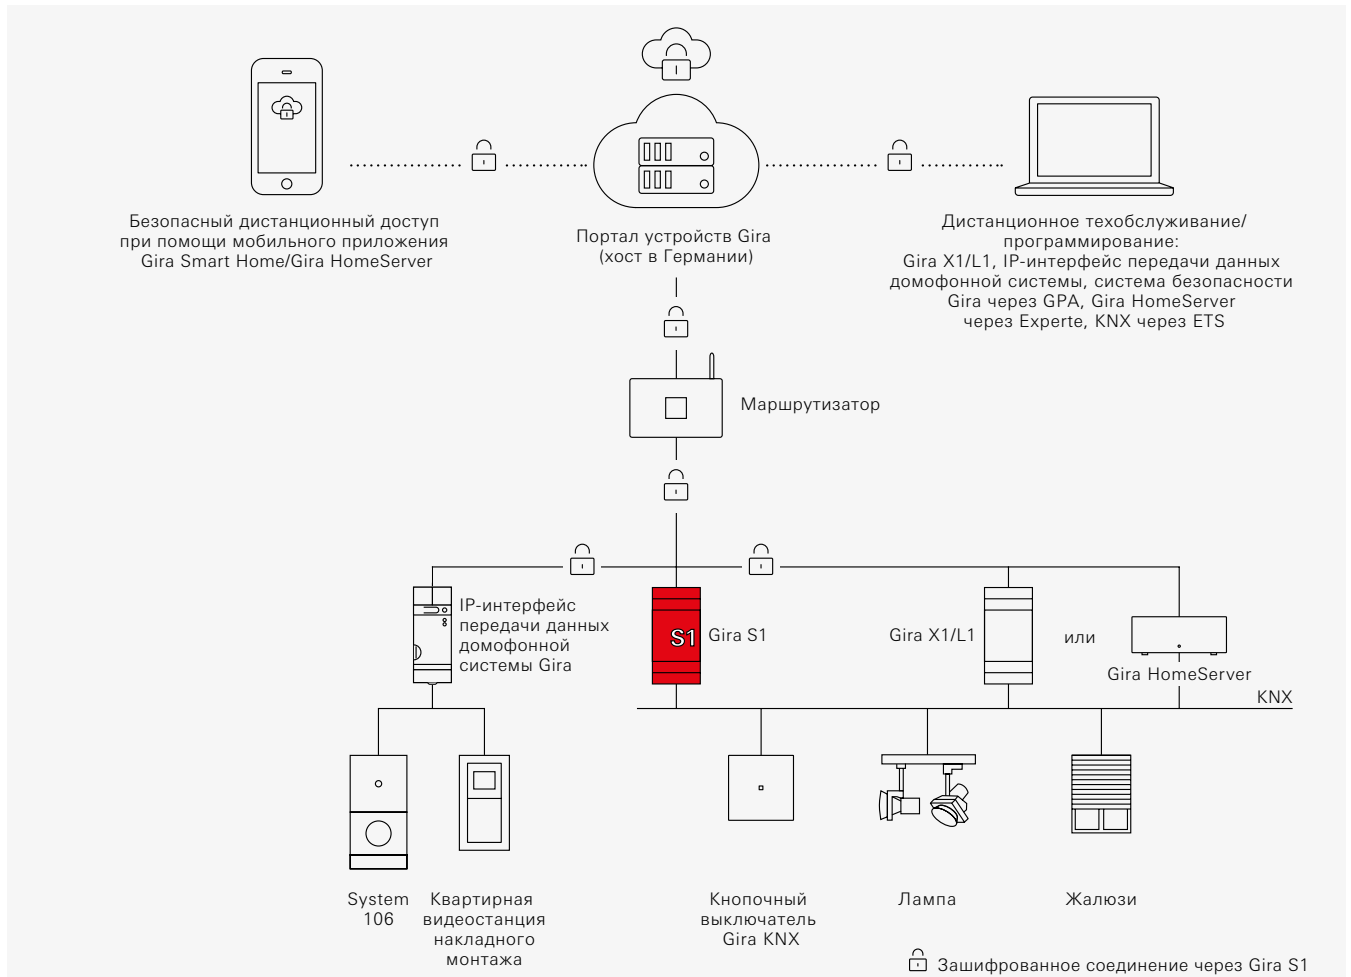 Безопасный дистанционный доступ
при помощи мобильного приложения
Gira Smart Home/Gira HomeServer
Портал устройств Gira
(хост в Германии)
Дистанционное техобслуживание/
программирование:
Gira X1/L1, IP-интерфейс передачи данных
домофонной системы, система безопасности
Gira через GPA, Gira HomeServer
через Experte, KNX через ETS
Маршрутизатор
IP-интерфейс
передачи данных
домофонной
системы Gira
S1
Gira S1
Gira X1/L1
или
Gira HomeServer
KNX
System
106
Квартирная
видеостанция
накладного
монтажа
Кнопочный
выключатель
Gira KNX
Лампа
Жалюзи
Зашифрованное соединение через Gira S1